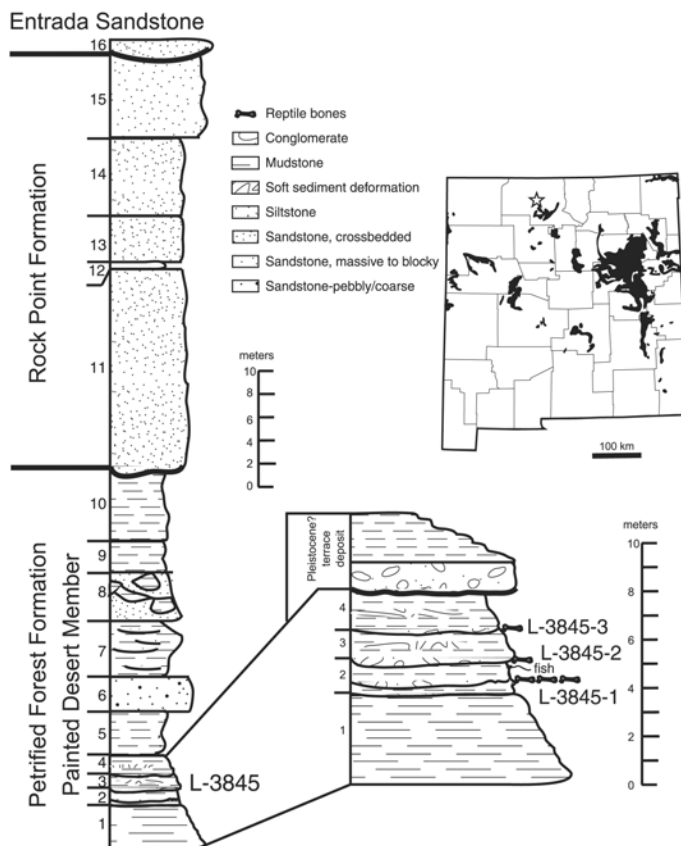 Entrada Sandstone
16
15
14
13
12
11
Rock Point Formation
10
9
8
7
6
5
4
3
2
1
Petrified Forest Formation
Painted Desert Member
L-3845
Reptile bones
Conglomerate
Mudstone
Soft sediment deformation
Siltstone
Sandstone, crossbedded
Sandstone, massive to blocky
Sandstone-pebbly/coarse
meters
10
8
6
4
2
0
100 km
Pleistocene?
terrace
deposit
4
3
2
1
L-3845-3
L-3845-2
fish
L-3845-1
meters
10
8
6
4
2
0